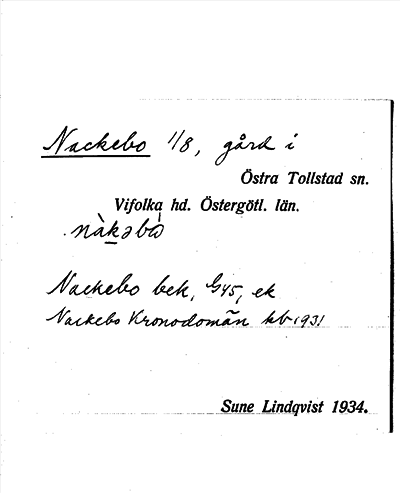 Nackebo 1/8, gård i
Östra Tollstad sn.
Vifolka hd. Östergötl. län.
nàkəbò
Nackebo bek, G45, ek
Nackebo Kronodomän kb 1931
Sune Lindqvist 1934.